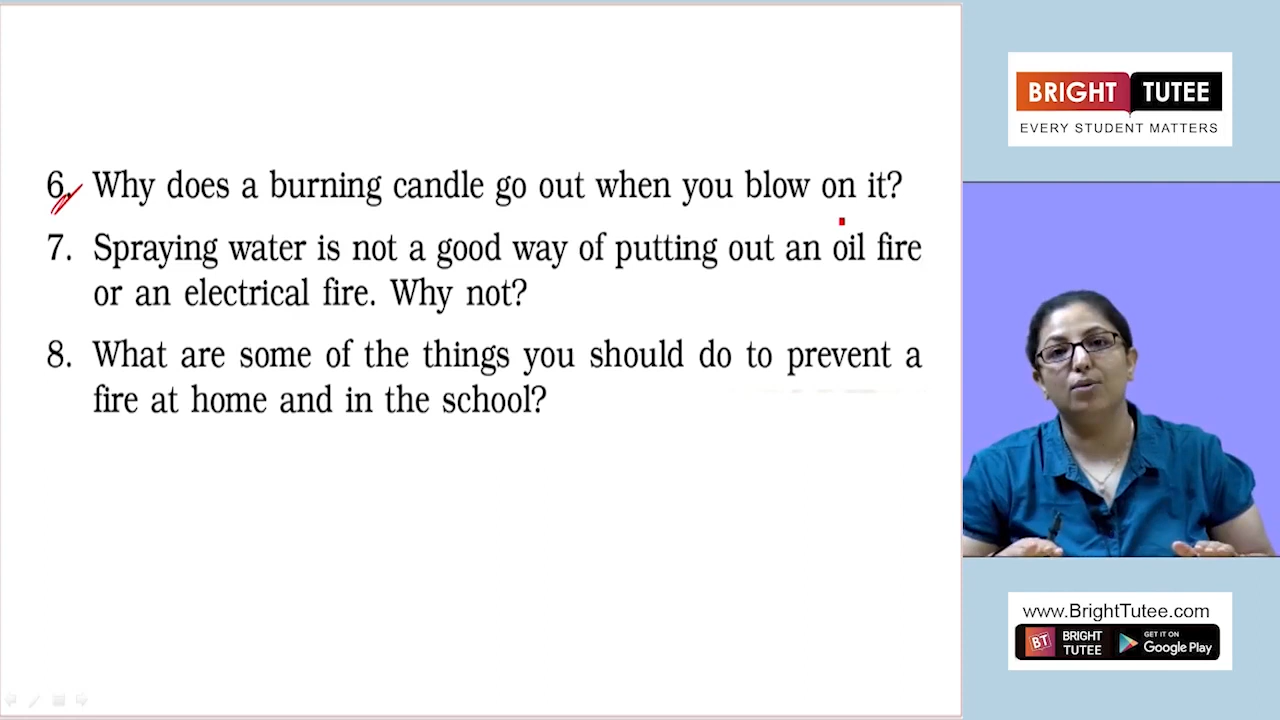 6. Why does a burning candle go out when you blow on it?
7. Spraying water is not a good way of putting out an oil fire
or an electrical fire. Why not?
8. What are some of the things you should do to prevent a
fire at home and in the school?
BRIGHT TUTEE
EVERY STUDENT MATTERS
www.BrightTutee.com
BT
BRIGHT
TUTEE
GET IT ON
Google Play